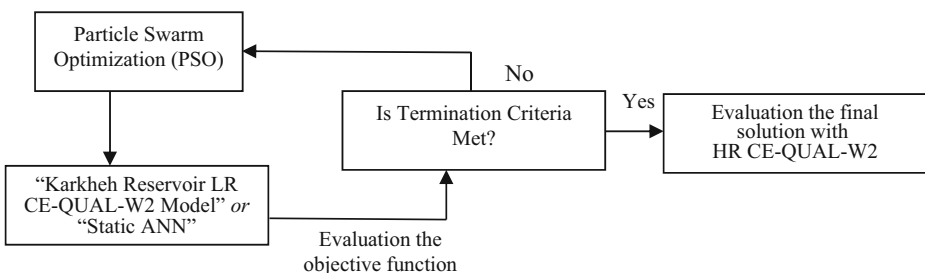 Particle Swarm
Optimization (PSO)
No
Is Termination Criteria
Met?
Yes
Evaluation the final
solution with
HR CE-QUAL-W2
“Karkheh Reservoir LR
CE-QUAL-W2 Model” or
“Static ANN”
Evaluation the
objective function